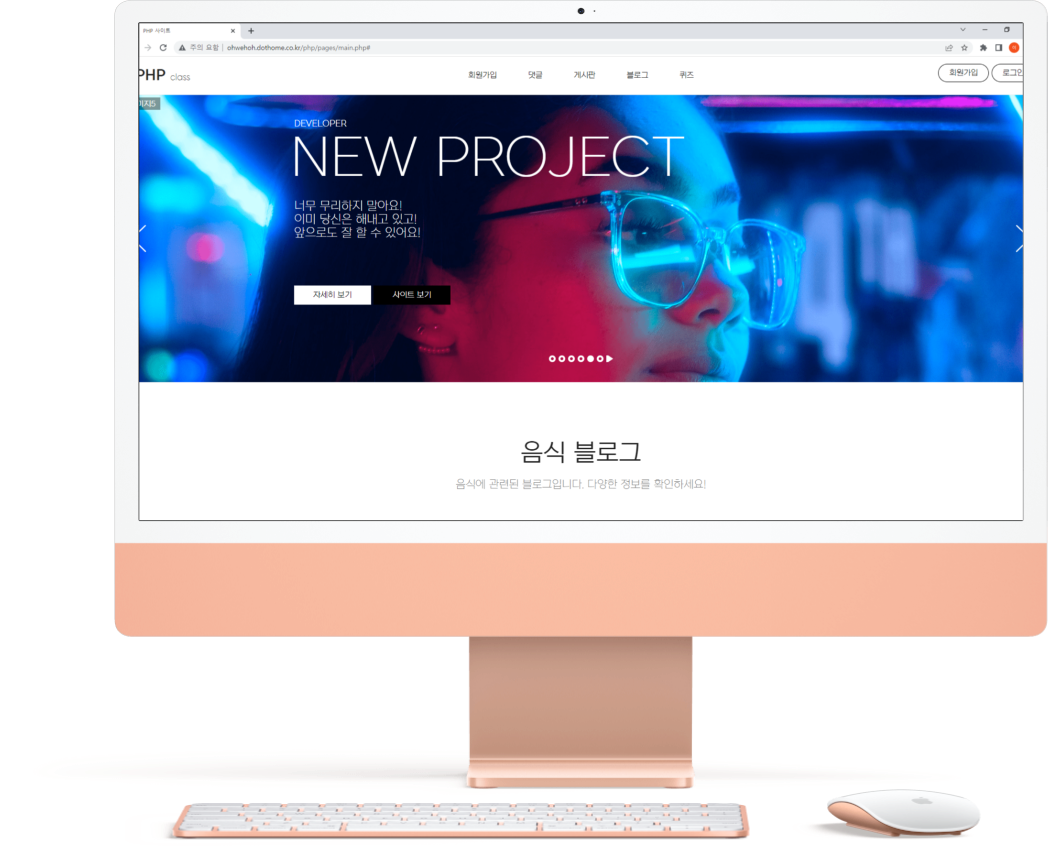 PHP 사이트
주의 요함 | ohwehoh.dothome.co.kr/php/pages/main.php#
PHP class
회원가입 댓글 게시판 블로그 퀴즈
회원가입 로그인
미지5
DEVELOPER
NEW PROJECT
너무 무리하지 말아요!
이미 당신은 해내고 있고!
앞으로도 잘 할 수 있어요!
자세히 보기 사이트 보기
음식 블로그
음식에 관련된 블로그입니다. 다양한 정보를 확인하세요!